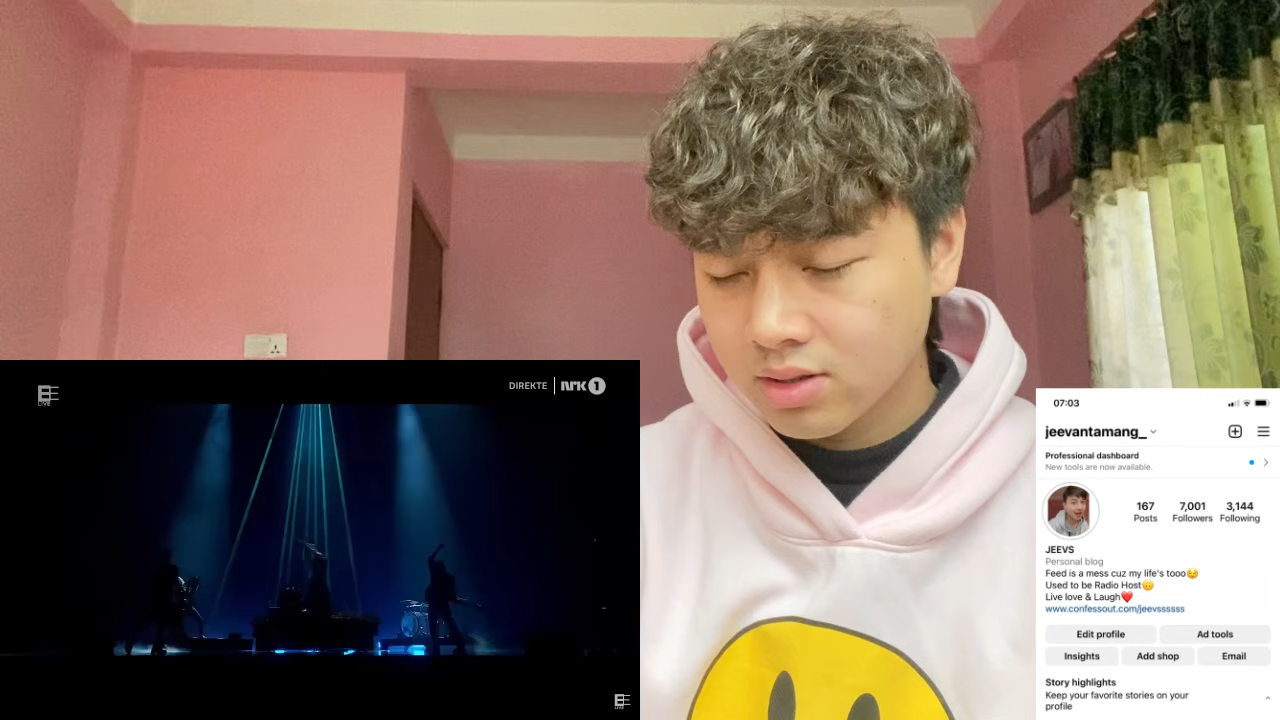 DIREKTE NRK 1
LIVE
07:03
jeevantamang_
Professional dashboard
New tools are now available.
167 7,001 3,144
Posts Followers Following
JEEVS
Personal blog
Feed is a mess cuz my life's tooo☺️
Used to be Radio Host🙃
Live love & Laugh❤️
www.confessout.com/jeevssssss
Edit profile Ad tools
Insights Add shop Email
Story highlights
Keep your favorite stories on your
profile